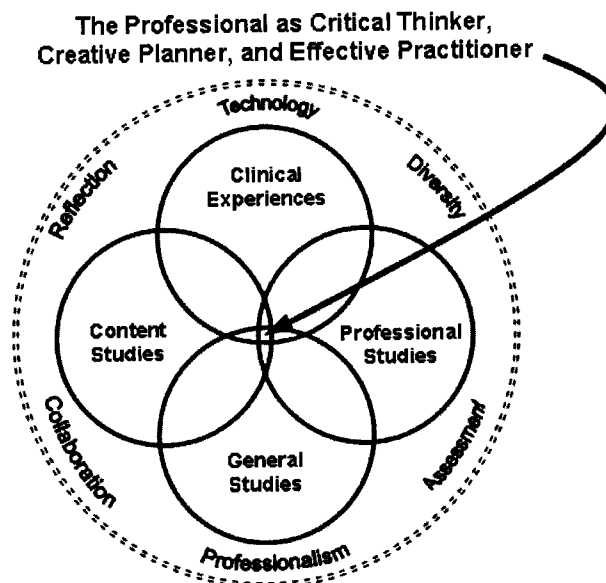 The Professional as Critical Thinker,
Creative Planner, and Effective Practitioner
Technology
Reflection
Diversity
Clinical
Experiences
Content
Studies
Professional
Studies
Collaboration
Assessment
General
Studies
Professionalism